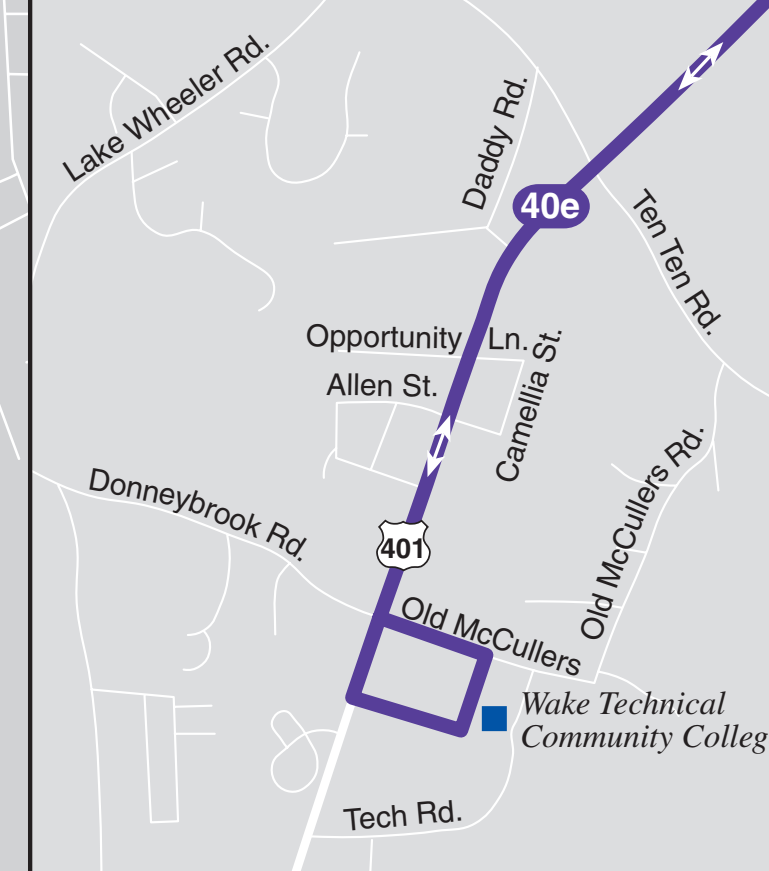 Lake Wheeler Rd.
Daddy Rd.
40e
Ten Ten Rd.
Opportunity Ln.
Allen St.
Camellia St.
Donneybrook Rd.
401
Old McCullers Rd.
Old McCullers
Wake Technical
Community Colleg
Tech Rd.